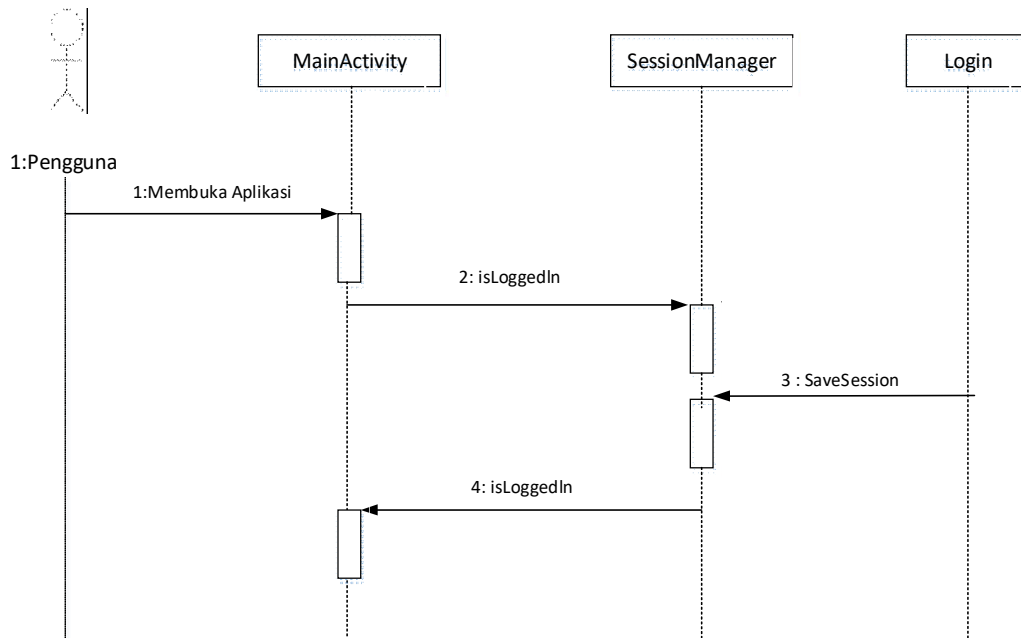 MainActivity
SessionManager
Login
1:Pengguna
1:Membuka Aplikasi
2: isLoggedIn
3 : SaveSession
4: isLoggedIn